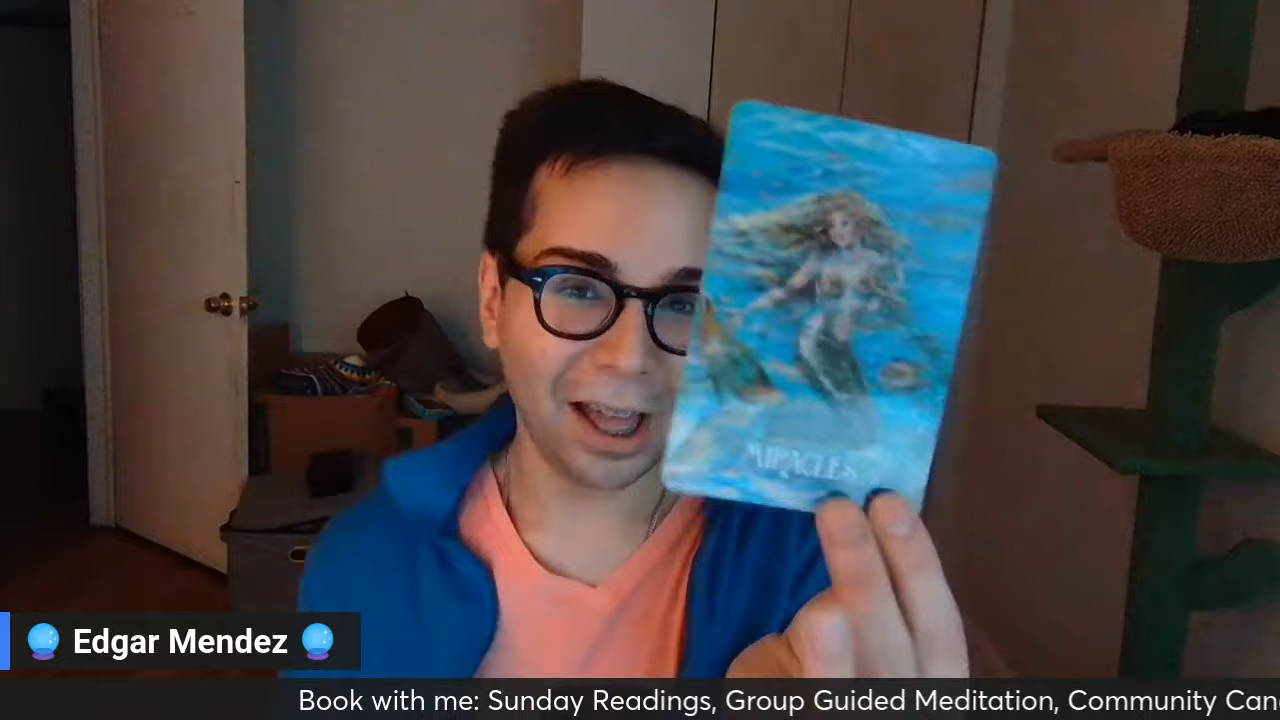 MIRACLES
🔮 Edgar Mendez 🔮
Book with me: Sunday Readings, Group Guided Meditation, Community Can